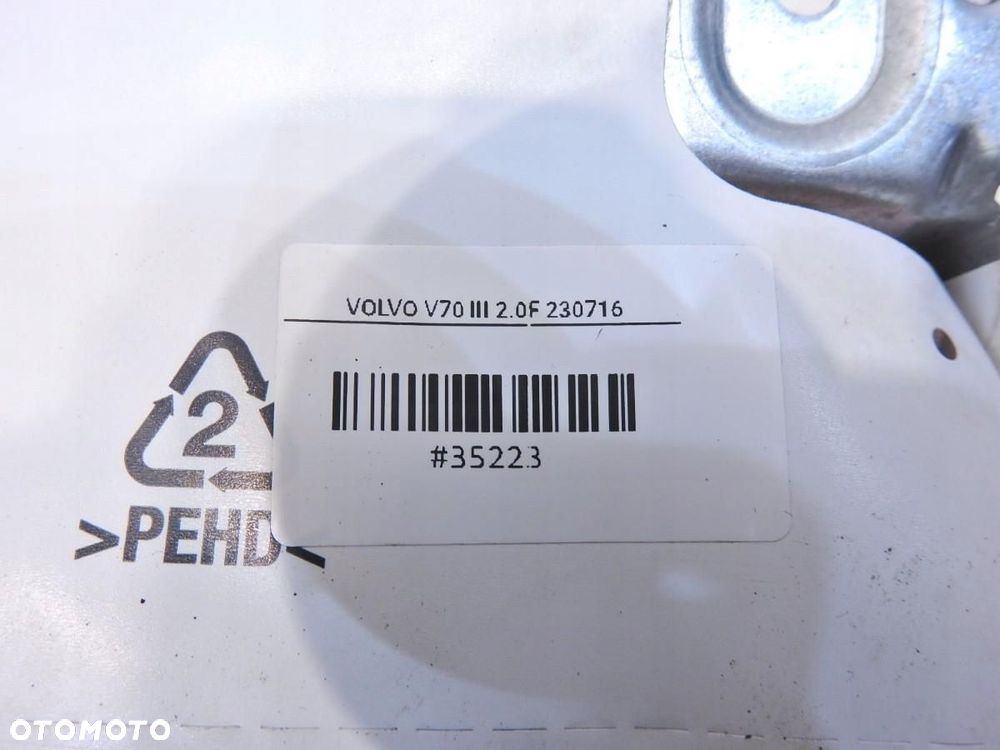 VOLVO V70 III 2.0F 230716
#35223
2
>PEHD<
OTOMOTO